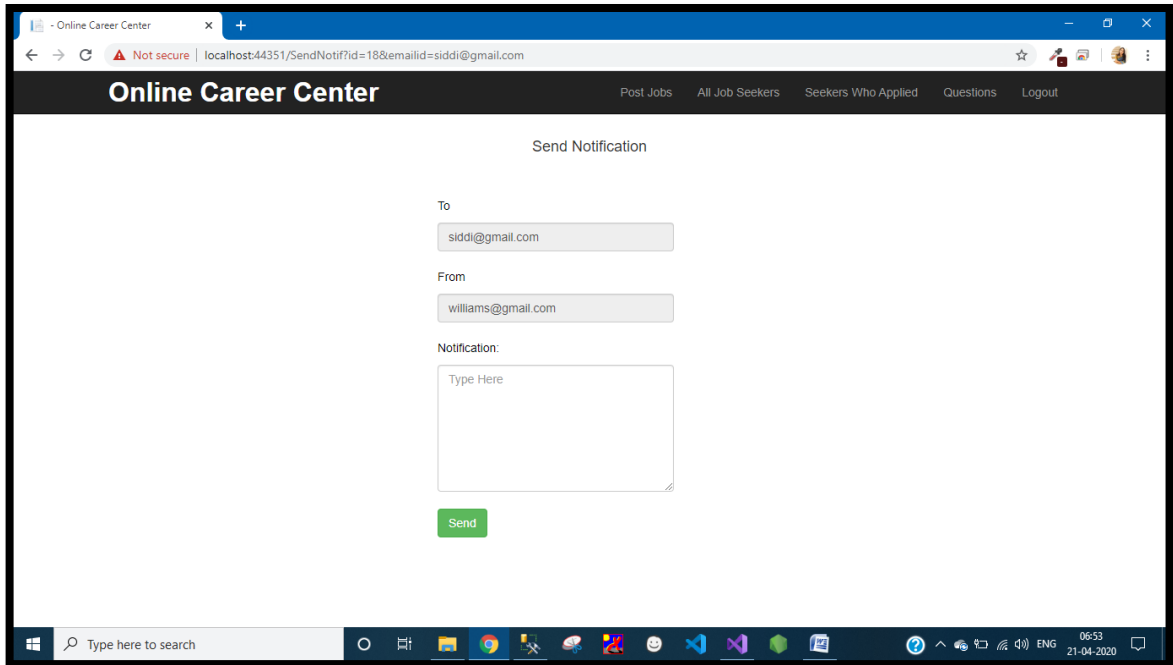 - Online Career Center
Not secure | localhost:44351/SendNotif?id=18&emailid=siddi@gmail.com
Online Career Center Post Jobs All Job Seekers Seekers Who Applied Questions Logout
Send Notification
To
siddi@gmail.com
From
williams@gmail.com
Notification:
Type Here
Send
Type here to search ENG 06:53
21-04-2020